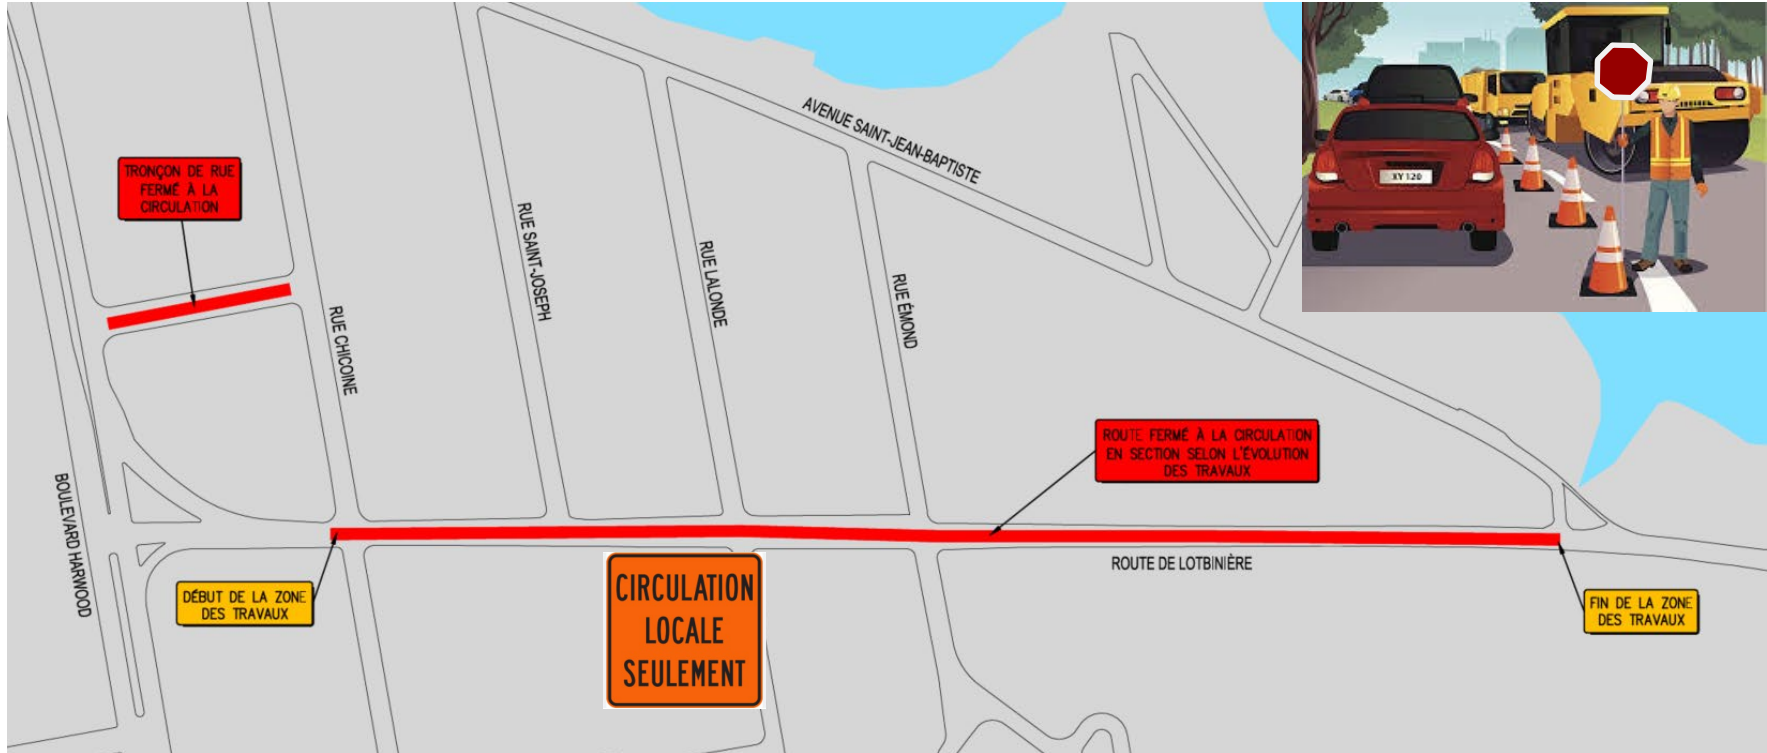 AVENUE SAINT-JEAN-BAPTISTE
XY 120
TRONÇON DE RUE
FERMÉ À LA
CIRCULATION
RUE CHICOINE
RUE SAINT-JOSEPH
RUE LALONDE
RUE ÉMOND
ROUTE FERMÉ À LA CIRCULATION
EN SECTION SELON L'ÉVOLUTION
DES TRAVAUX
BOULEVARD HARWOOD
DÉBUT DE LA ZONE
DES TRAVAUX
CIRCULATION
LOCALE
SEULEMENT
ROUTE DE LOTBINIÈRE
FIN DE LA ZONE
DES TRAVAUX